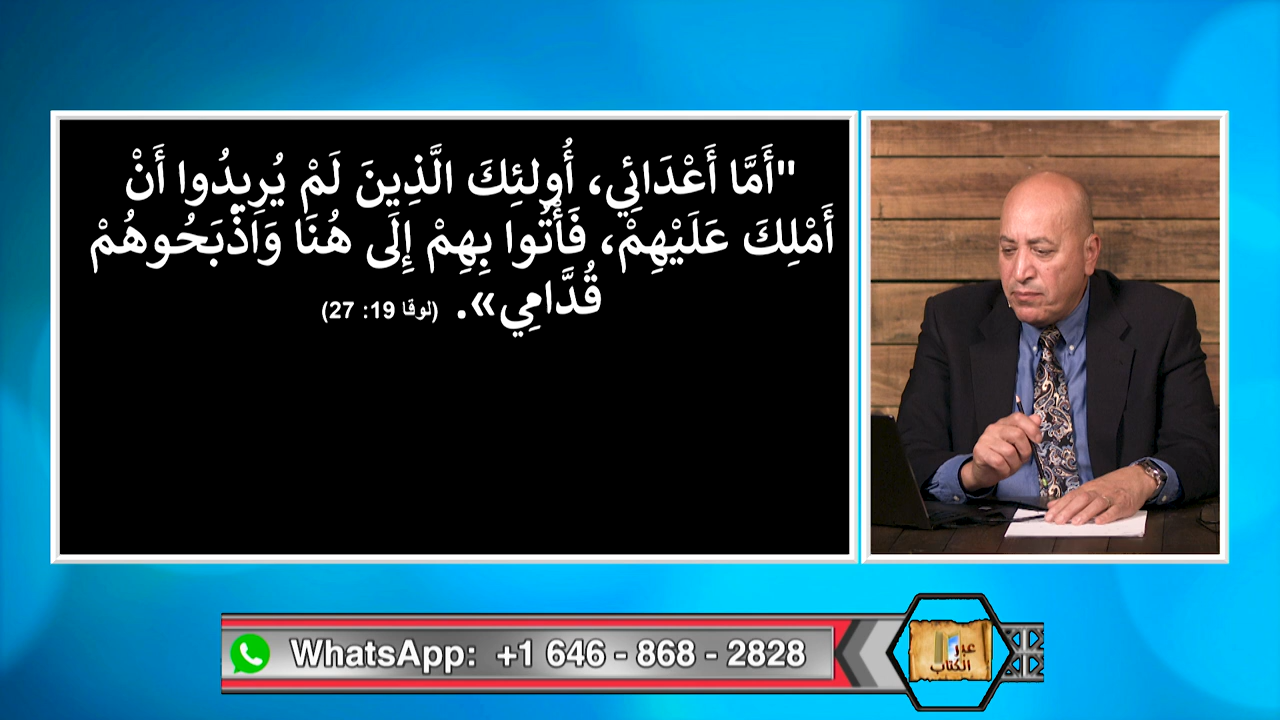 "أَمَّا أَعْدَائِي، أُولئِكَ الَّذِينَ لَمْ يُرِيدُوا أَنْ
أَمْلِكَ عَلَيْهِمْ، فَأْتُوا بِهِمْ إِلَى هُنَا وَاذْبَحُوهُمْ
قُدَّامِي». (لوقا 19: 27)
WhatsApp: +1 646 - 868 - 2828
عبر
الكتاب